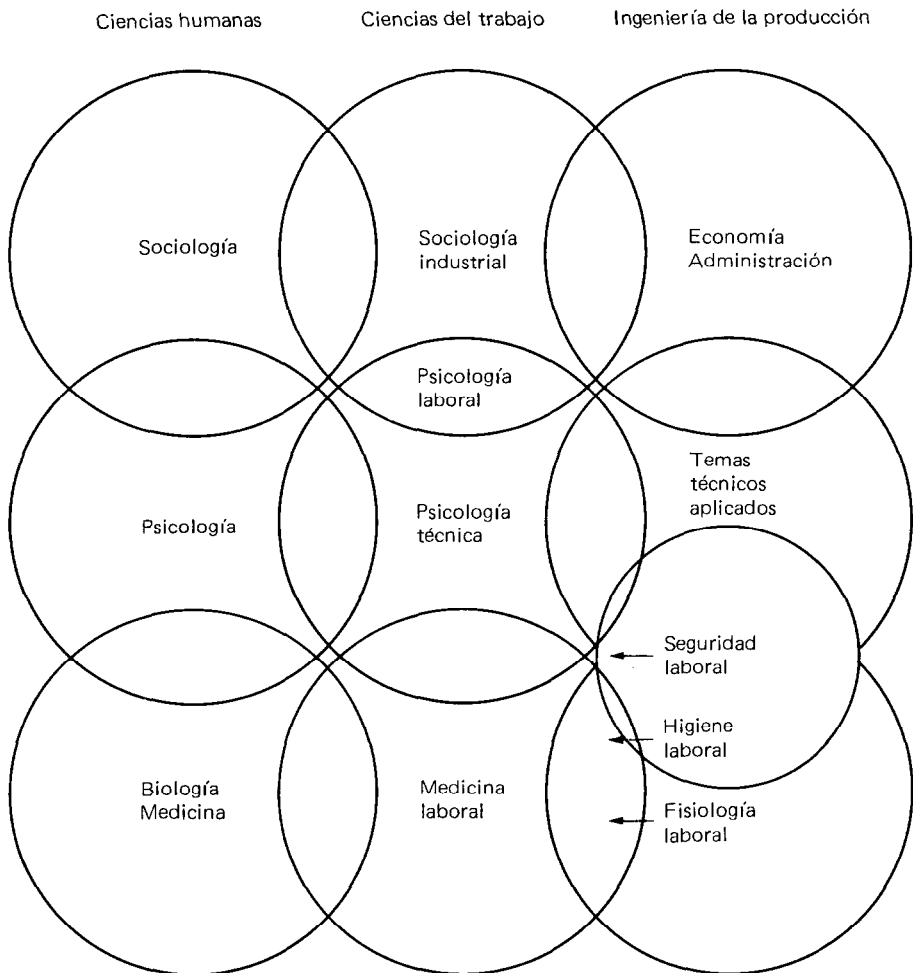 Ciencias humanas
Ciencias del trabajo
Ingeniería de la producción
Sociología
Sociología
industrial
Economía
Administración
Psicología
laboral
Psicología
Psicología
técnica
Temas
técnicos
aplicados
Seguridad
laboral
Higiene
laboral
Biología
Medicina
Medicina
laboral
Fisiología
laboral